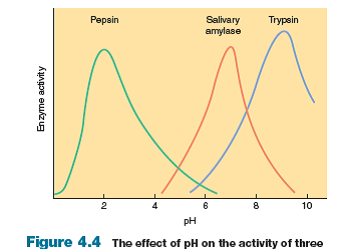 Pepsin
Salivary
amylase
Trypsin
Enzyme activity
2 4 6 8 10
pH
Figure 4.4 The effect of pH on the activity of three